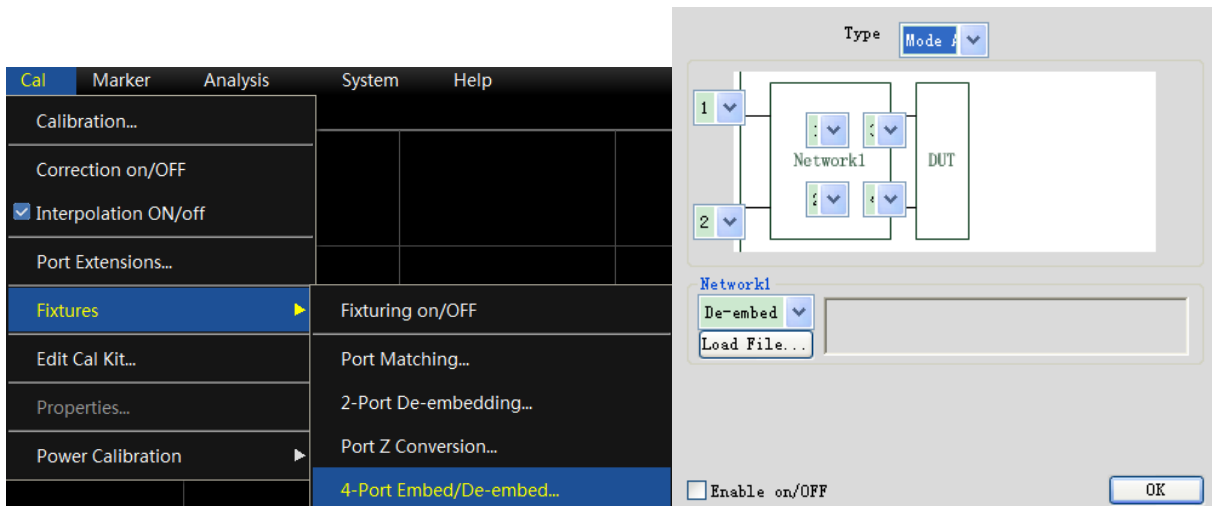 Cal Marker Analysis System Help
Calibration...
Correction on/OFF
Interpolation ON/off
Port Extensions...
Fixtures
Edit Cal Kit...
Properties...
Power Calibration
Fixturing on/OFF
Port Matching...
2-Port De-embedding...
Port Z Conversion...
4-Port Embed/De-embed...
Type Mode
1
Network1 DUT
2
Network1
De-embed
Load File...
Enable on/OFF OK